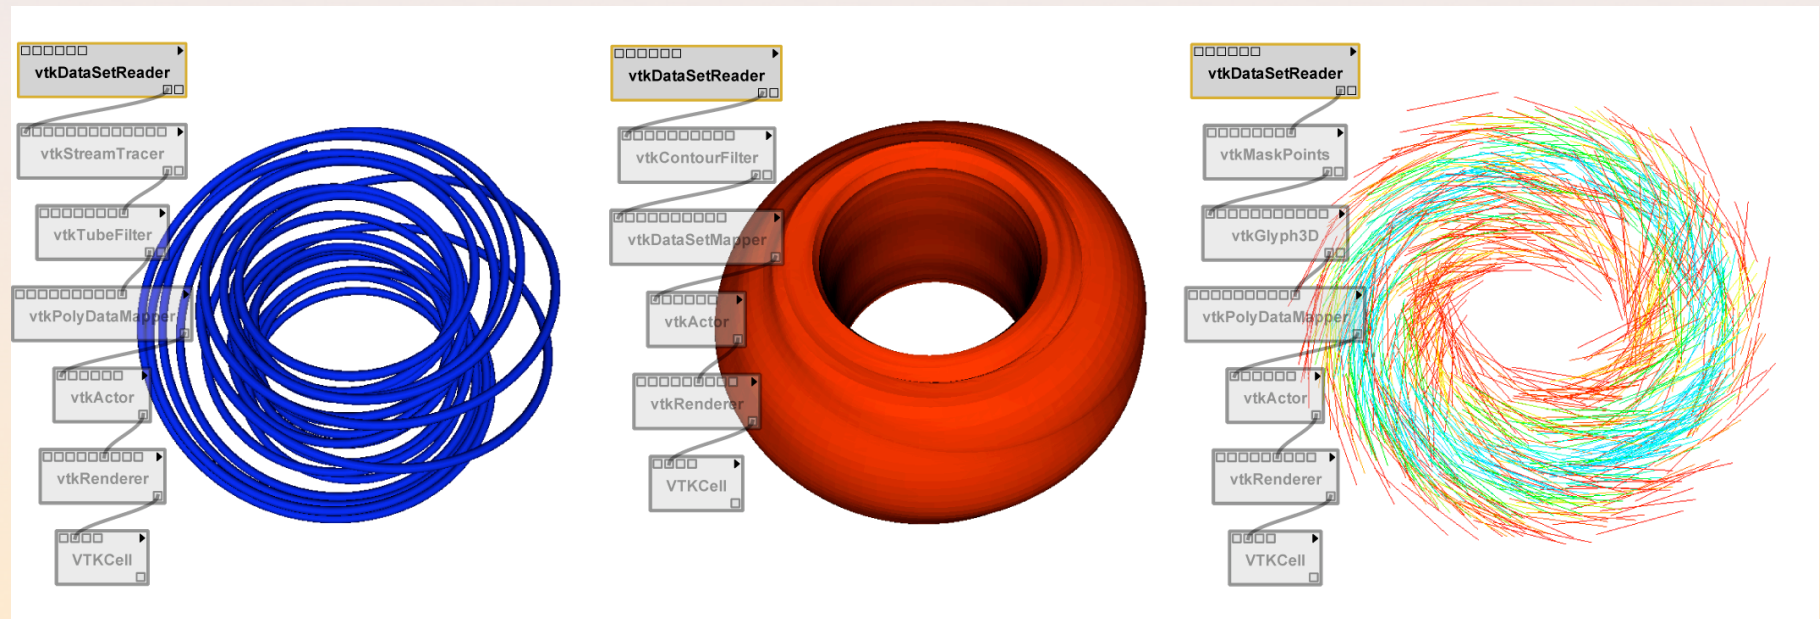 vtkDataSetReader
vtkStreamTracer
vtkTubeFilter
vtkPolyDataMapper
vtkActor
vtkRenderer
VTKCell
vtkDataSetReader
vtkContourFilter
vtkDataSetMapper
vtkActor
vtkRenderer
VTKCell
vtkDataSetReader
vtkMaskPoints
vtkGlyph3D
vtkPolyDataMapper
vtkActor
vtkRenderer
VTKCell